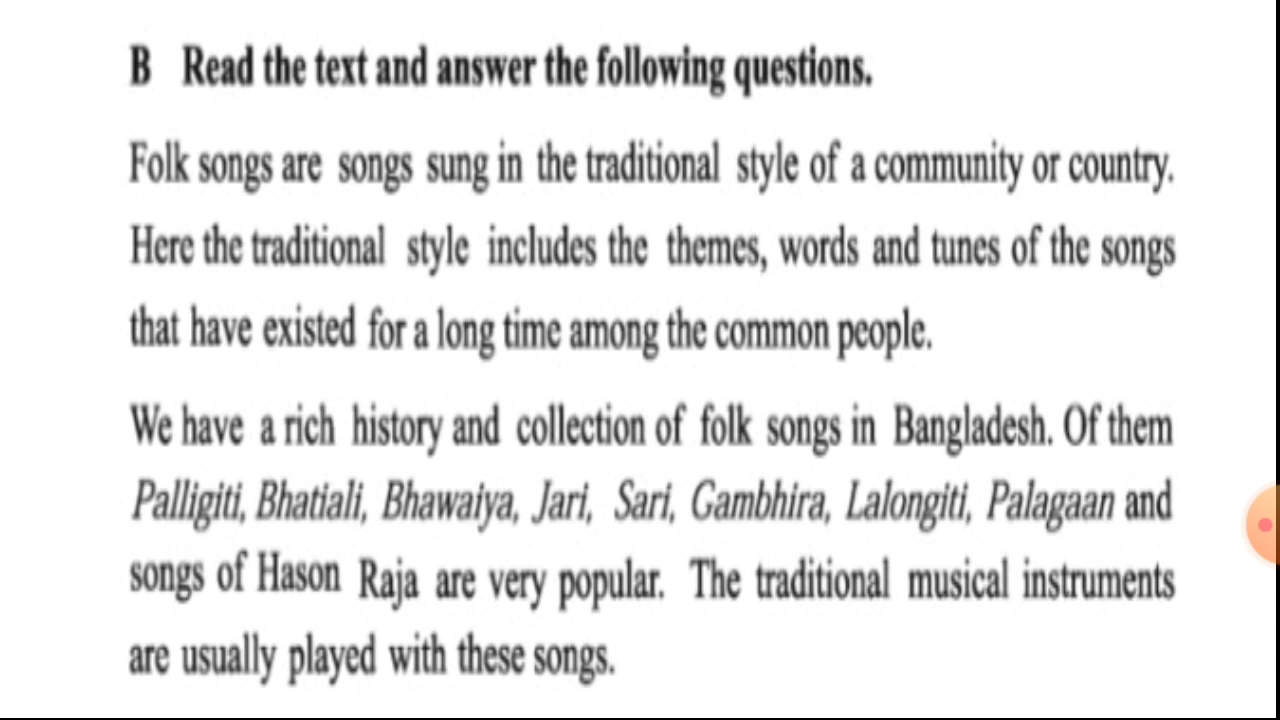 B Read the text and answer the following questions.
Folk songs are songs sung in the traditional style of a community or country.
Here the traditional style includes the themes, words and tunes of the songs
that have existed for a long time among the common people.
We have a rich history and collection of folk songs in Bangladesh. Of them
Palligiti, Bhatiali, Bhawaiya, Jari, Sari, Gambhira, Lalongiti, Palagaan and
songs of Hason Raja are very popular. The traditional musical instruments
are usually played with these songs.